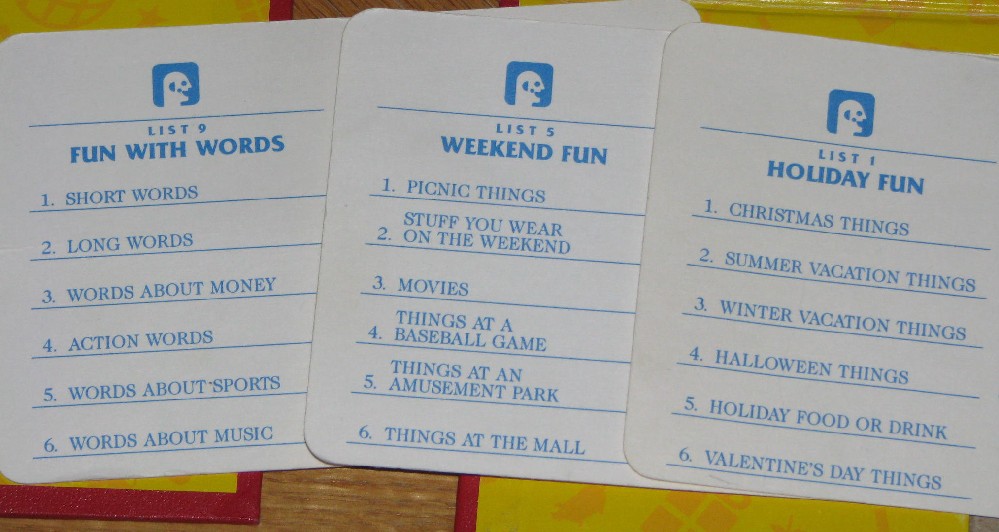 LIST 9
FUN WITH WORDS
1. SHORT WORDS
2. LONG WORDS
3. WORDS ABOUT MONEY
4. ACTION WORDS
5. WORDS ABOUT SPORTS
6. WORDS ABOUT MUSIC
LIST 5
WEEKEND FUN
1. PICNIC THINGS
STUFF YOU WEAR
2. ON THE WEEKEND
3. MOVIES
THINGS AT A
4. BASEBALL GAME
THINGS AT AN
5. AMUSEMENT PARK
6. THINGS AT THE MALL
LIST 1
HOLIDAY FUN
1. CHRISTMAS THINGS
2. SUMMER VACATION THINGS
3. WINTER VACATION THINGS
4. HALLOWEEN THINGS
5. HOLIDAY FOOD OR DRINK
6. VALENTINE'S DAY THINGS